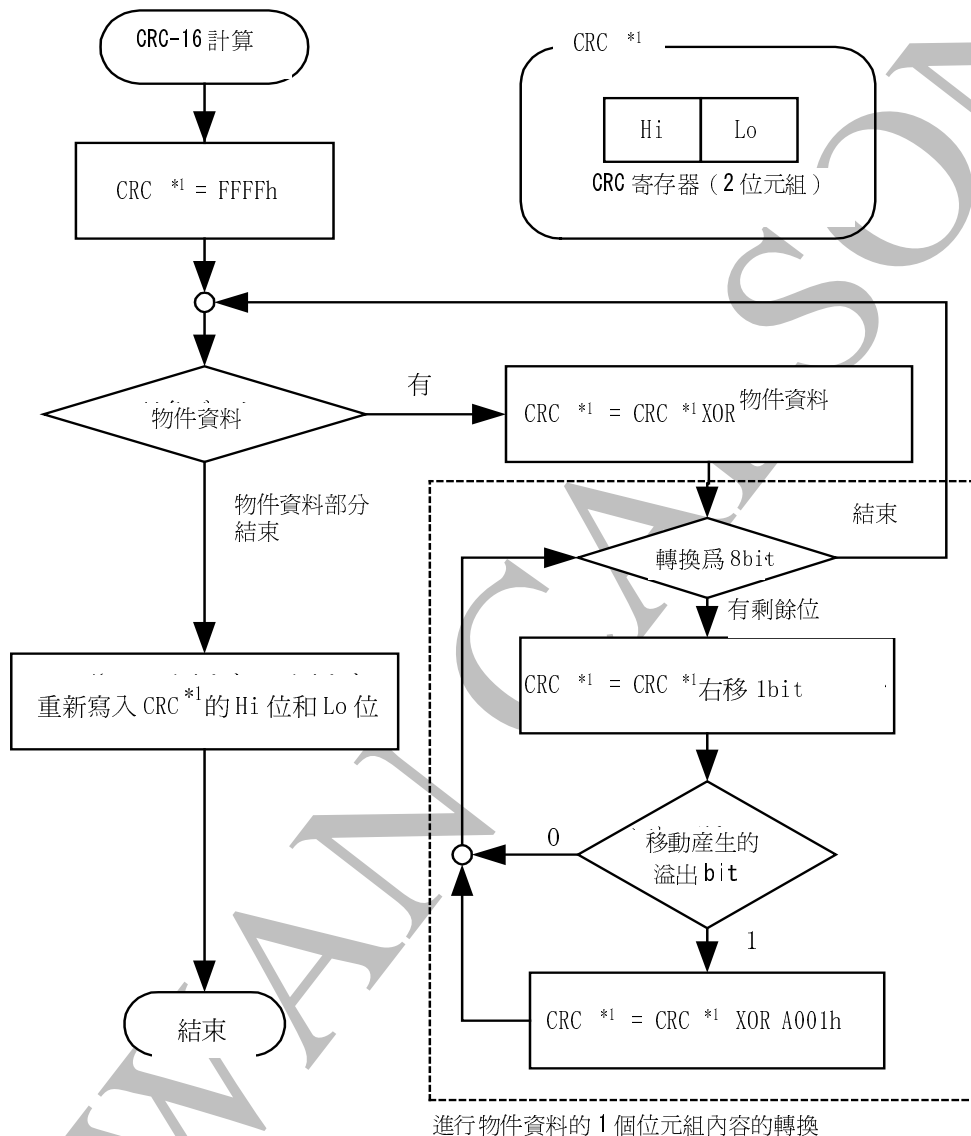 CRC-16 計算
CRC *1
Hi Lo
CRC 寄存器（2 位元組）
CRC *1 = FFFFh
物件資料
有
CRC *1 = CRC *1 XOR 物件資料
物件資料部分
結束
結束
轉換爲 8bit
有剩餘位
CRC *1 = CRC *1 右移 1bit
重新寫入 CRC *1 的 Hi 位和 Lo 位
移動産生的
溢出 bit
0
1
CRC *1 = CRC *1 XOR A001h
結束
進行物件資料的 1 個位元組內容的轉換